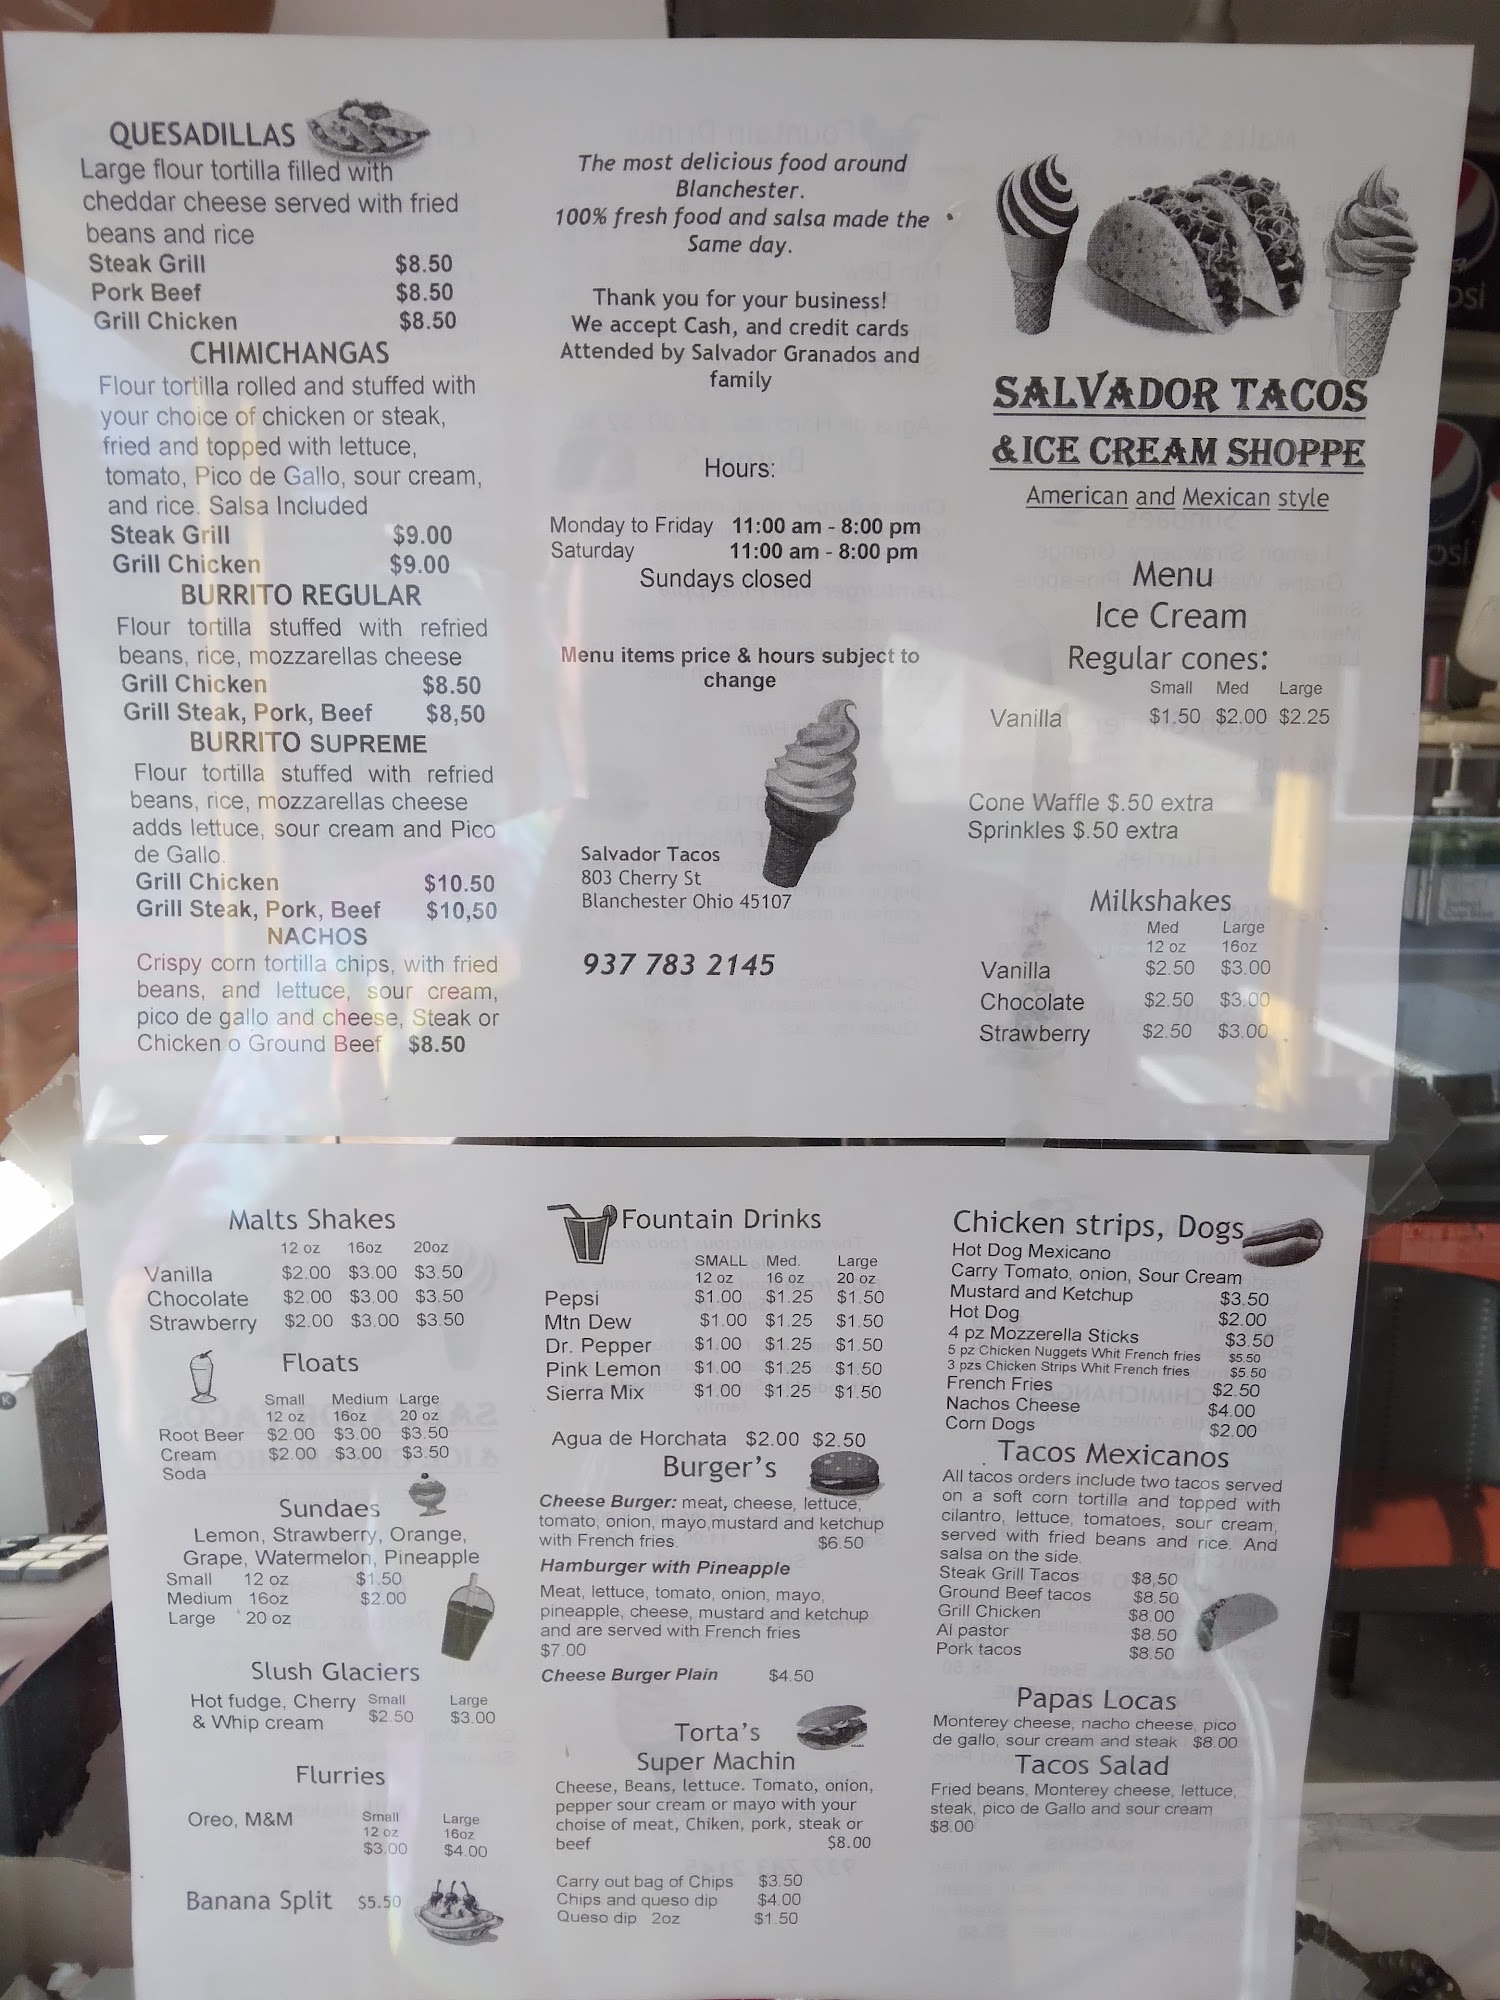 QUESADILLAS
Large flour tortilla filled with
cheddar cheese served with fried
beans and rice
Steak Grill $8.50
Pork Beef $8.50
Grill Chicken $8.50
CHIMICHANGAS
Flour tortilla rolled and stuffed with
your choice of chicken or steak,
fried and topped with lettuce,
tomato, Pico de Gallo, sour cream,
and rice. Salsa Included
Steak Grill $9.00
Grill Chicken $9.00
BURRITO REGULAR
Flour tortilla stuffed with refried
beans, rice, mozzarellas cheese
Grill Chicken $8.50
Grill Steak, Pork, Beef $8,50
BURRITO SUPREME
Flour tortilla stuffed with refried
beans, rice, mozzarellas cheese
adds lettuce, sour cream and Pico
de Gallo.
Grill Chicken $10.50
Grill Steak, Pork, Beef $10,50
NACHOS
Crispy corn tortilla chips, with fried
beans, and lettuce, sour cream,
pico de gallo and cheese, Steak or
Chicken o Ground Beef $8.50
The most delicious food around
Blanchester.
100% fresh food and salsa made the
Same day.
Thank you for your business!
We accept Cash, and credit cards
Attended by Salvador Granados and
family
Hours:
Monday to Friday 11:00 am - 8:00 pm
Saturday 11:00 am - 8:00 pm
Sundays closed
Menu items price & hours subject to
change
Salvador Tacos
803 Cherry St
Blanchester Ohio 45107
937 783 2145
SALVADOR TACOS
& ICE CREAM SHOPPE
American and Mexican style
Menu
Ice Cream
Regular cones:
Small Med Large
Vanilla $1.50 $2.00 $2.25
Cone Waffle $.50 extra
Sprinkles $.50 extra
Milkshakes
Med Large
12 oz 16oz
Vanilla $2.50 $3.00
Chocolate $2.50 $3.00
Strawberry $2.50 $3.00
Malts Shakes
12 oz 16oz 20oz
Vanilla $2.00 $3.00 $3.50
Chocolate $2.00 $3.00 $3.50
Strawberry $2.00 $3.00 $3.50
Floats
Small Medium Large
12 oz 16oz 20 oz
Root Beer $2.00 $3.00 $3.50
Cream $2.00 $3.00 $3.50
Soda
Sundaes
Lemon, Strawberry, Orange,
Grape, Watermelon, Pineapple
Small 12 oz $1.50
Medium 16oz $2.00
Large 20 oz
Slush Glaciers
Hot fudge, Cherry Small Large
& Whip cream $2.50 $3.00
Flurries
Oreo, M&M Small Large
12 oz 16oz
$3.00 $4.00
Banana Split $5.50
Fountain Drinks
SMALL Med. Large
12 oz 16 oz 20 oz
Pepsi $1.00 $1.25 $1.50
Mtn Dew $1.00 $1.25 $1.50
Dr. Pepper $1.00 $1.25 $1.50
Pink Lemon $1.00 $1.25 $1.50
Sierra Mix $1.00 $1.25 $1.50
Agua de Horchata $2.00 $2.50
Burger's
Cheese Burger: meat, cheese, lettuce,
tomato, onion, mayo,mustard and ketchup
with French fries. $6.50
Hamburger with Pineapple
Meat, lettuce, tomato, onion, mayo,
pineapple, cheese, mustard and ketchup
and are served with French fries
$7.00
Cheese Burger Plain $4.50
Torta's
Super Machin
Cheese, Beans, lettuce. Tomato, onion,
pepper sour cream or mayo with your
choise of meat, Chiken, pork, steak or
beef $8.00
Carry out bag of Chips $3.50
Chips and queso dip $4.00
Queso dip 2oz $1.50
Chicken strips, Dogs
Hot Dog Mexicano
Carry Tomato, onion, Sour Cream
Mustard and Ketchup $3.50
Hot Dog $2.00
4 pz Mozzerella Sticks $3.50
5 pz Chicken Nuggets Whit French fries $5.50
3 pzs Chicken Strips Whit French fries $5.50
French Fries $2.50
Nachos Cheese $4.00
Corn Dogs $2.00
Tacos Mexicanos
All tacos orders include two tacos served
on a soft corn tortilla and topped with
cilantro, lettuce, tomatoes, sour cream,
served with fried beans and rice. And
salsa on the side.
Steak Grill Tacos $8,50
Ground Beef tacos $8.50
Grill Chicken $8.00
Al pastor $8.50
Pork tacos $8.50
Papas Locas
Monterey cheese, nacho cheese, pico
de gallo, sour cream and steak $8.00
Tacos Salad
Fried beans, Monterey cheese, lettuce,
steak, pico de Gallo and sour cream
$8.00